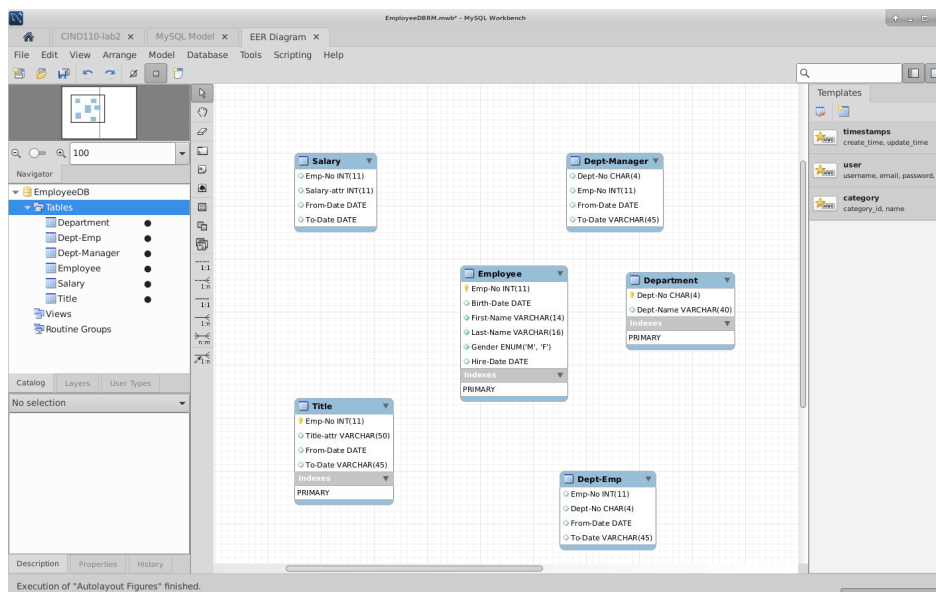 EmployeeDBRM.mwb* - MySQL Workbench
CIND110-lab2 ×
MySQL Model ×
EER Diagram ×
File Edit View Arrange Model Database Tools Scripting Help
100
Navigator
EmployeeDB
Tables
Department
Dept-Emp
Dept-Manager
Employee
Salary
Title
Views
Routine Groups
Catalog Layers User Types
No selection
Description Properties History
1:1
1:n
1:1
1:n
n:m
1:n
Salary
Emp-No INT(11)
Salary-attr INT(11)
From-Date DATE
To-Date DATE
Dept-Manager
Dept-No CHAR(4)
Emp-No INT(11)
From-Date DATE
To-Date VARCHAR(45)
Employee
Emp-No INT(11)
Birth-Date DATE
First-Name VARCHAR(14)
Last-Name VARCHAR(16)
Gender ENUM('M', 'F')
Hire-Date DATE
Indexes
PRIMARY
Department
Dept-No CHAR(4)
Dept-Name VARCHAR(40)
Indexes
PRIMARY
Title
Emp-No INT(11)
Title-attr VARCHAR(50)
From-Date DATE
To-Date VARCHAR(45)
Indexes
PRIMARY
Dept-Emp
Emp-No INT(11)
Dept-No CHAR(4)
From-Date DATE
To-Date VARCHAR(45)
Templates
timestamps
create_time, update_time
user
username, email, password,
category
category_id, name
Execution of "Autolayout Figures" finished.